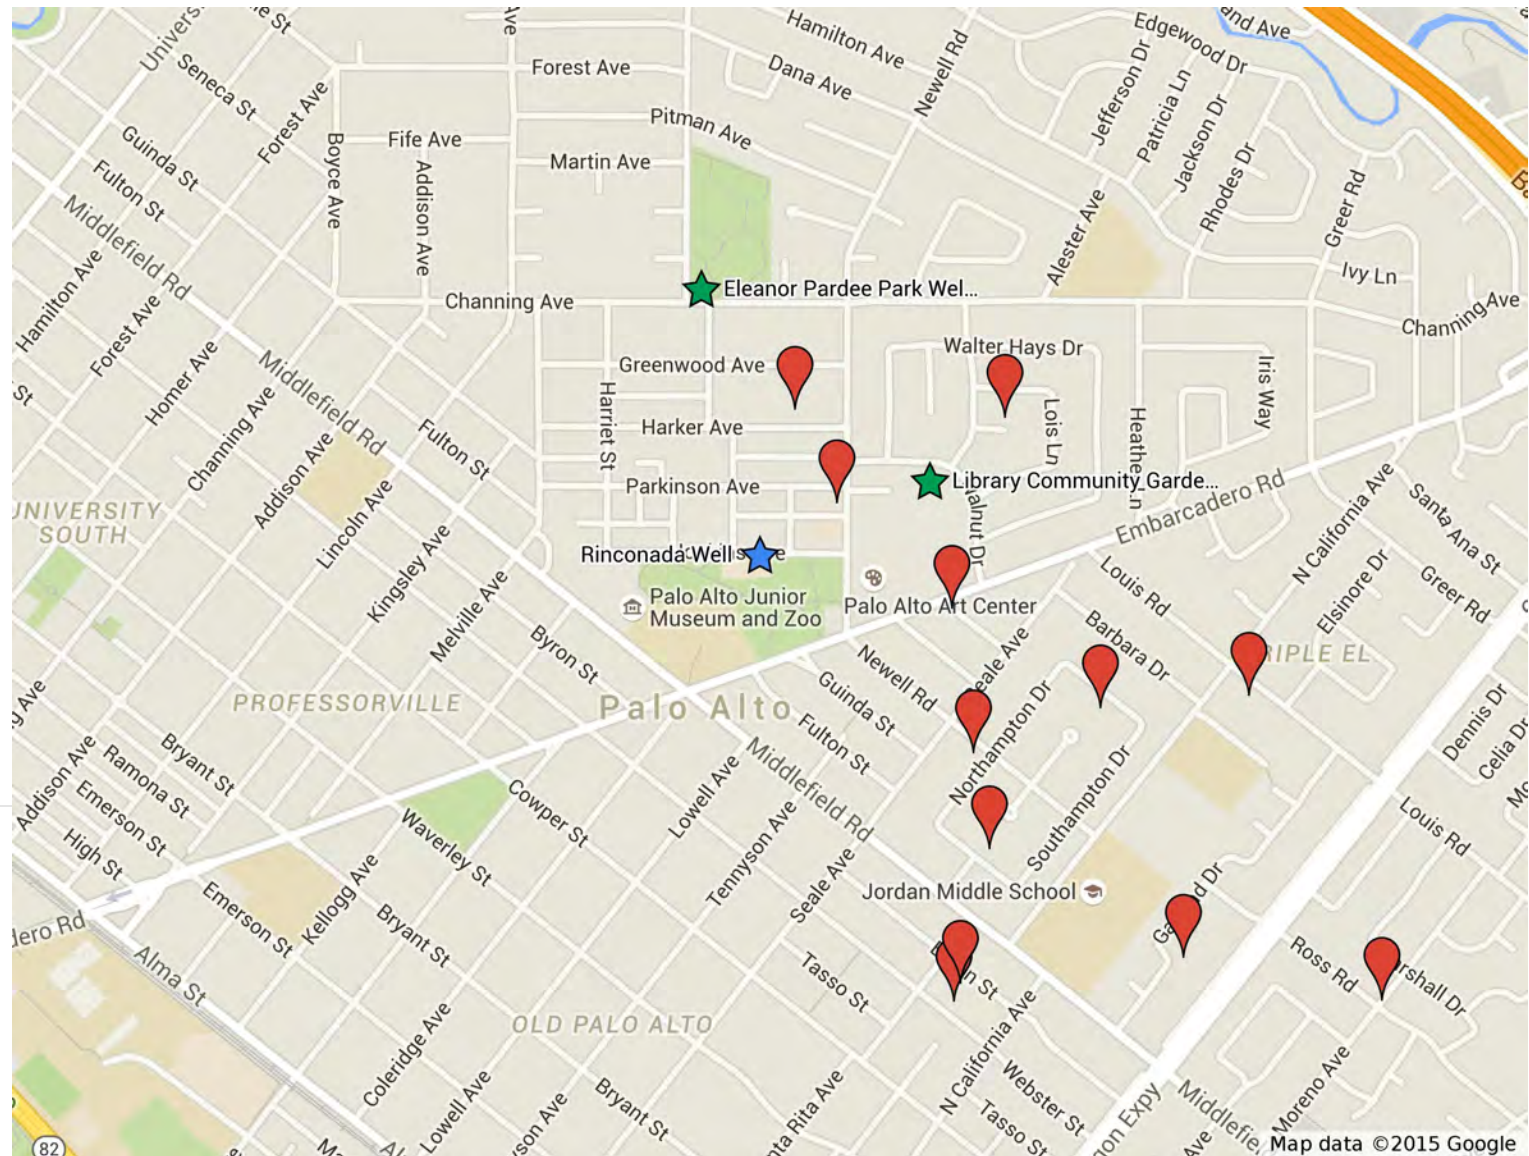 Seneca St
Forest Ave
Guinda St
Fulton St
Boyce Ave
Fife Ave
Addison Ave
Middlefield Rd
Hamilton Ave
Forest Ave
Homer Ave
Channing Ave
Forest Ave
Pitman Ave
Martin Ave
Hamilton Ave
Dana Ave
Newell Rd
Edgewood Dr
Jefferson Dr
Patricia Ln
Jackson Dr
Rhodes Dr
Greer Rd
Alester Ave
Ivy Ln
Channing Ave
Eleanor Pardee Park Wel...
Channing Ave
Greenwood Ave
Walter Hays Dr
Iris Way
Harriet St
Harker Ave
Lois Ln
Middlefield Rd
Fulton St
Addison Ave
Lincoln Ave
Parkinson Ave
Library Community Garde...
Embarcadero Rd
N California Ave
Santa Ana St
UNIVERSITY
SOUTH
Kingsley Ave
Melville Ave
Rinconada Well
Palo Alto Junior
Museum and Zoo
Palo Alto Art Center
Louis Rd
Barbara Dr
Elsinore Dr
Greer Rd
Byron St
PROFESSORVILLE
Palo Alto
Newell Rd
Guinda St
Fulton St
Northampton Dr
Southampton Dr
Dennis Dr
Addison Ave
Bryant St
Ramona St
Emerson St
High St
Cowper St
Waverley St
Lowell Ave
Middlefield Rd
Tennyson Ave
Seale Ave
Louis Rd
Jordan Middle School
Emerson St
Kellogg Ave
Bryant St
Alma St
Tasso St
Ross Rd
OLD PALO ALTO
Coleridge Ave
N California Ave
Lowell Ave
Bryant St
Webster St
Tasso St
Moreno Ave
82
Map data ©2015 Google